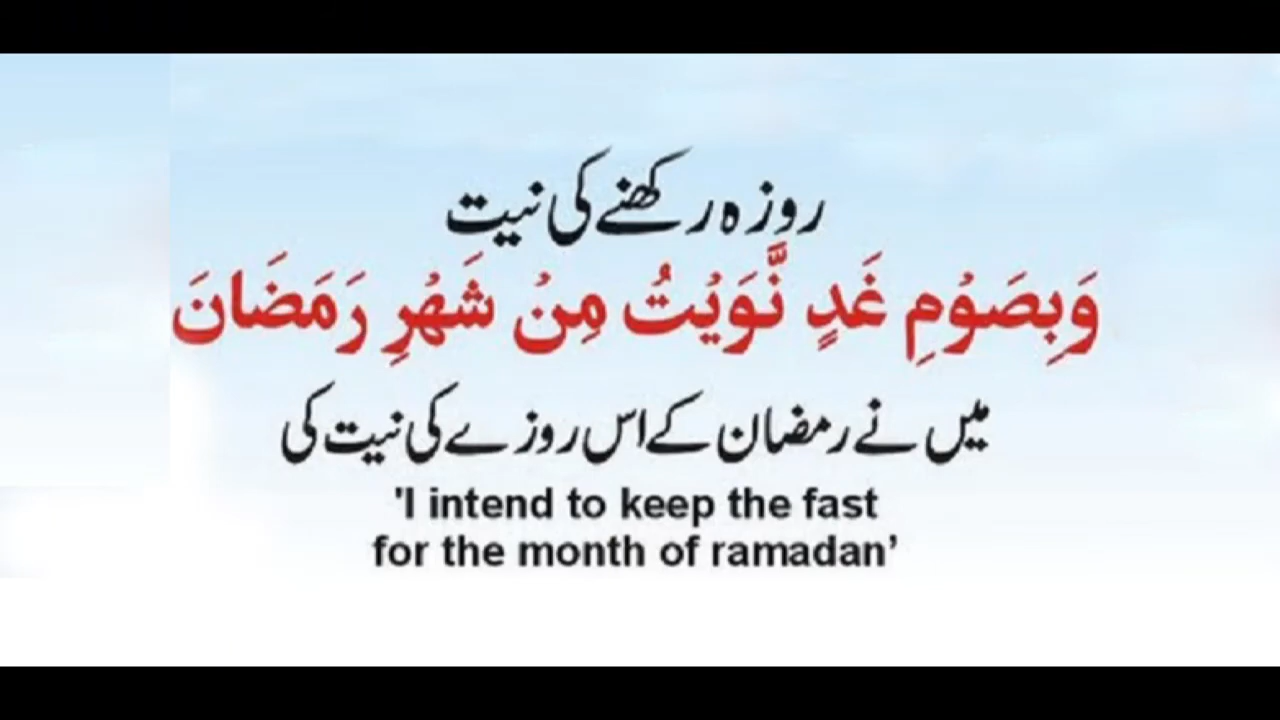 روزہ رکھنے کی نیت
وَبِصَوْمِ غَدٍ نَّوَيْتُ مِنْ شَهْرِ رَمَضَانَ
میں نے رمضان کے اس روزے کی نیت کی
'I intend to keep the fast
for the month of ramadan’